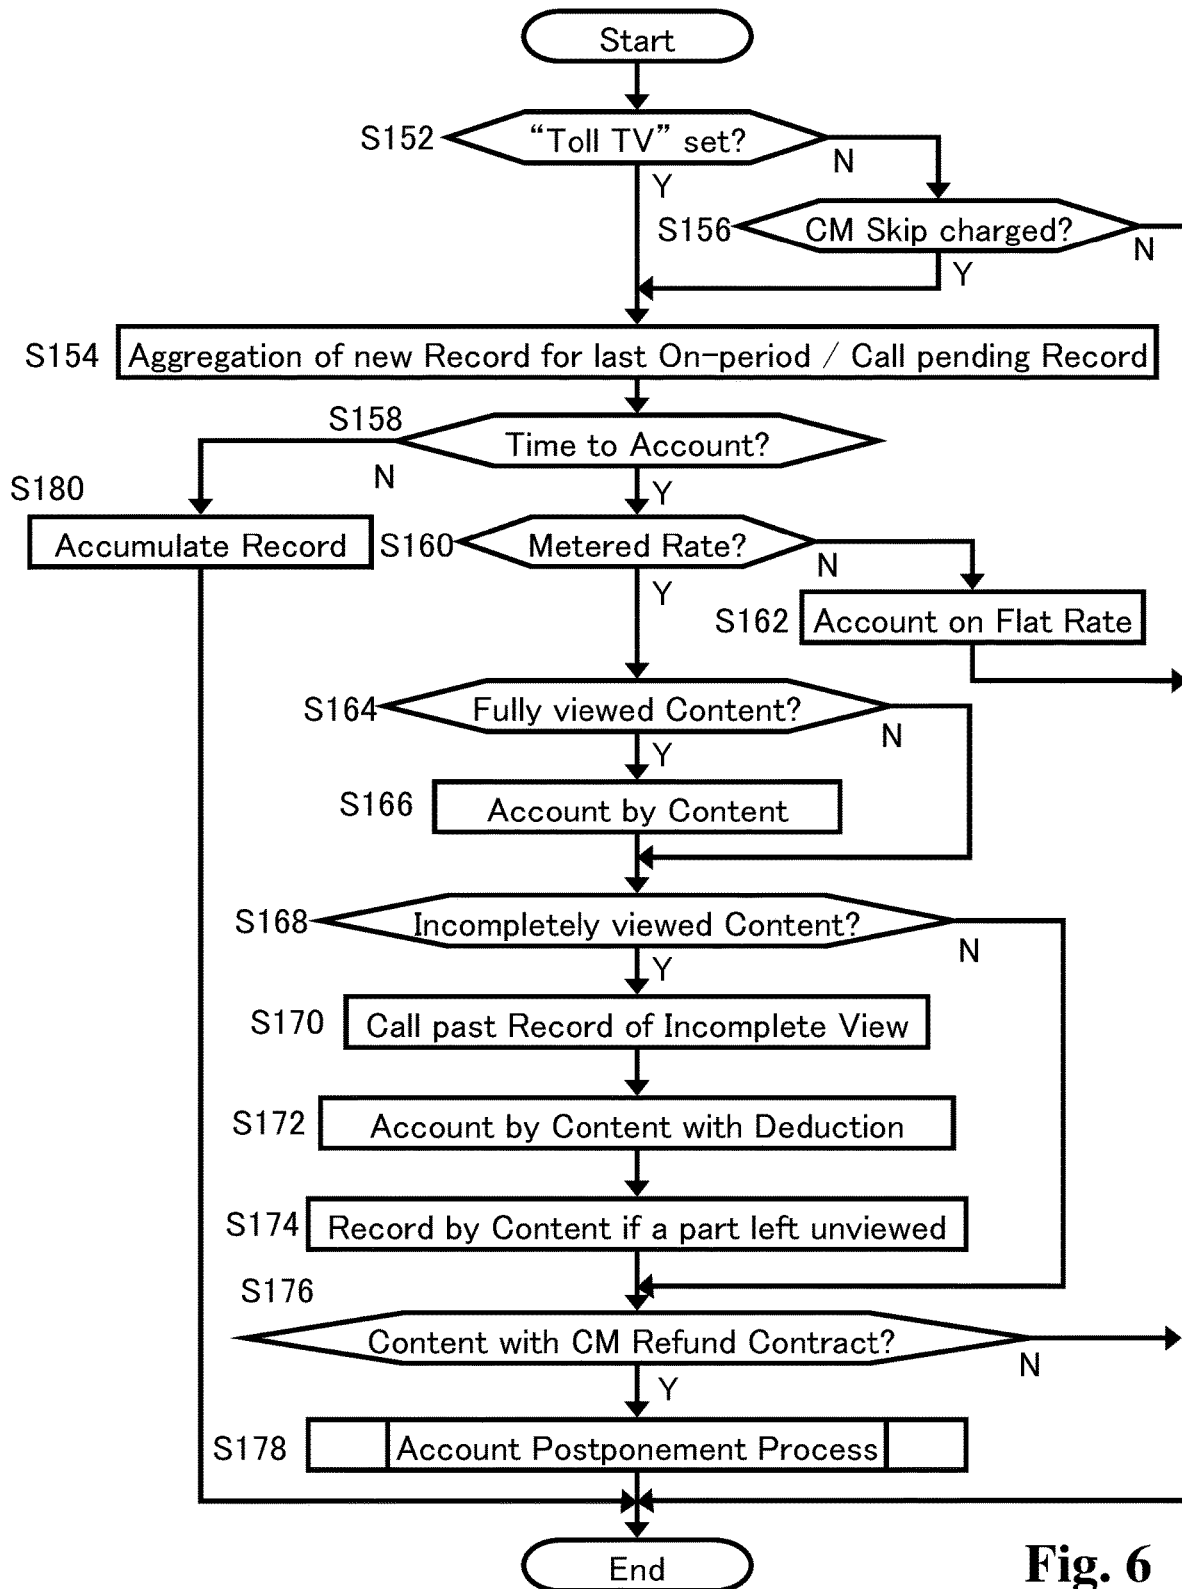 Start
S152
“Toll TV” set?
N
Y
S156
CM Skip charged?
N
Y
S154
Aggregation of new Record for last On-period / Call pending Record
S158
Time to Account?
N
Y
S180
Accumulate Record
S160
Metered Rate?
N
Y
S162
Account on Flat Rate
S164
Fully viewed Content?
N
Y
S166
Account by Content
S168
Incompletely viewed Content?
N
Y
S170
Call past Record of Incomplete View
S172
Account by Content with Deduction
S174
Record by Content if a part left unviewed
S176
Content with CM Refund Contract?
N
Y
S178
Account Postponement Process
End
Fig. 6